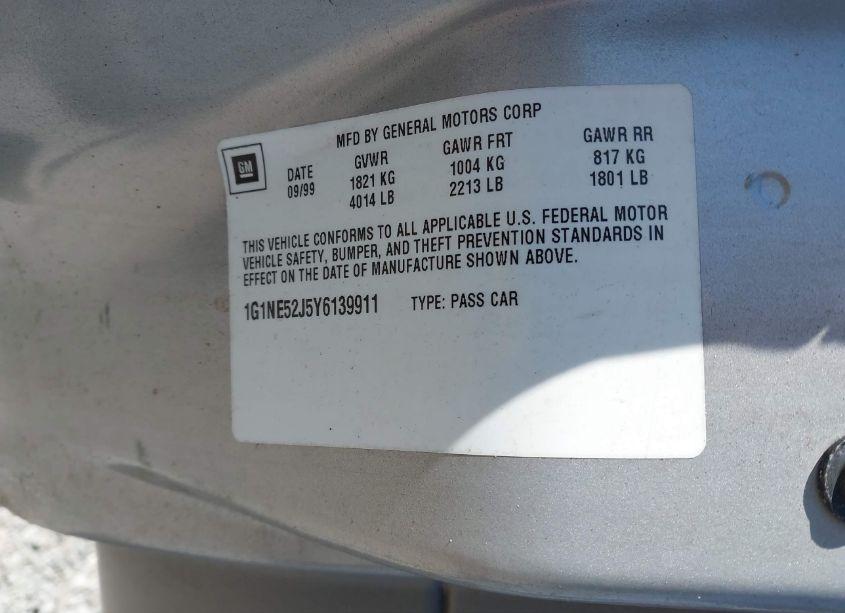 MFD BY GENERAL MOTORS CORP
GM
DATE GVWR GAWR FRT GAWR RR
09/99 1821 KG 1004 KG 817 KG
4014 LB 2213 LB 1801 LB
THIS VEHICLE CONFORMS TO ALL APPLICABLE U.S. FEDERAL MOTOR
VEHICLE SAFETY, BUMPER, AND THEFT PREVENTION STANDARDS IN
EFFECT ON THE DATE OF MANUFACTURE SHOWN ABOVE.
1G1NE52J5Y6139911 TYPE: PASS CAR